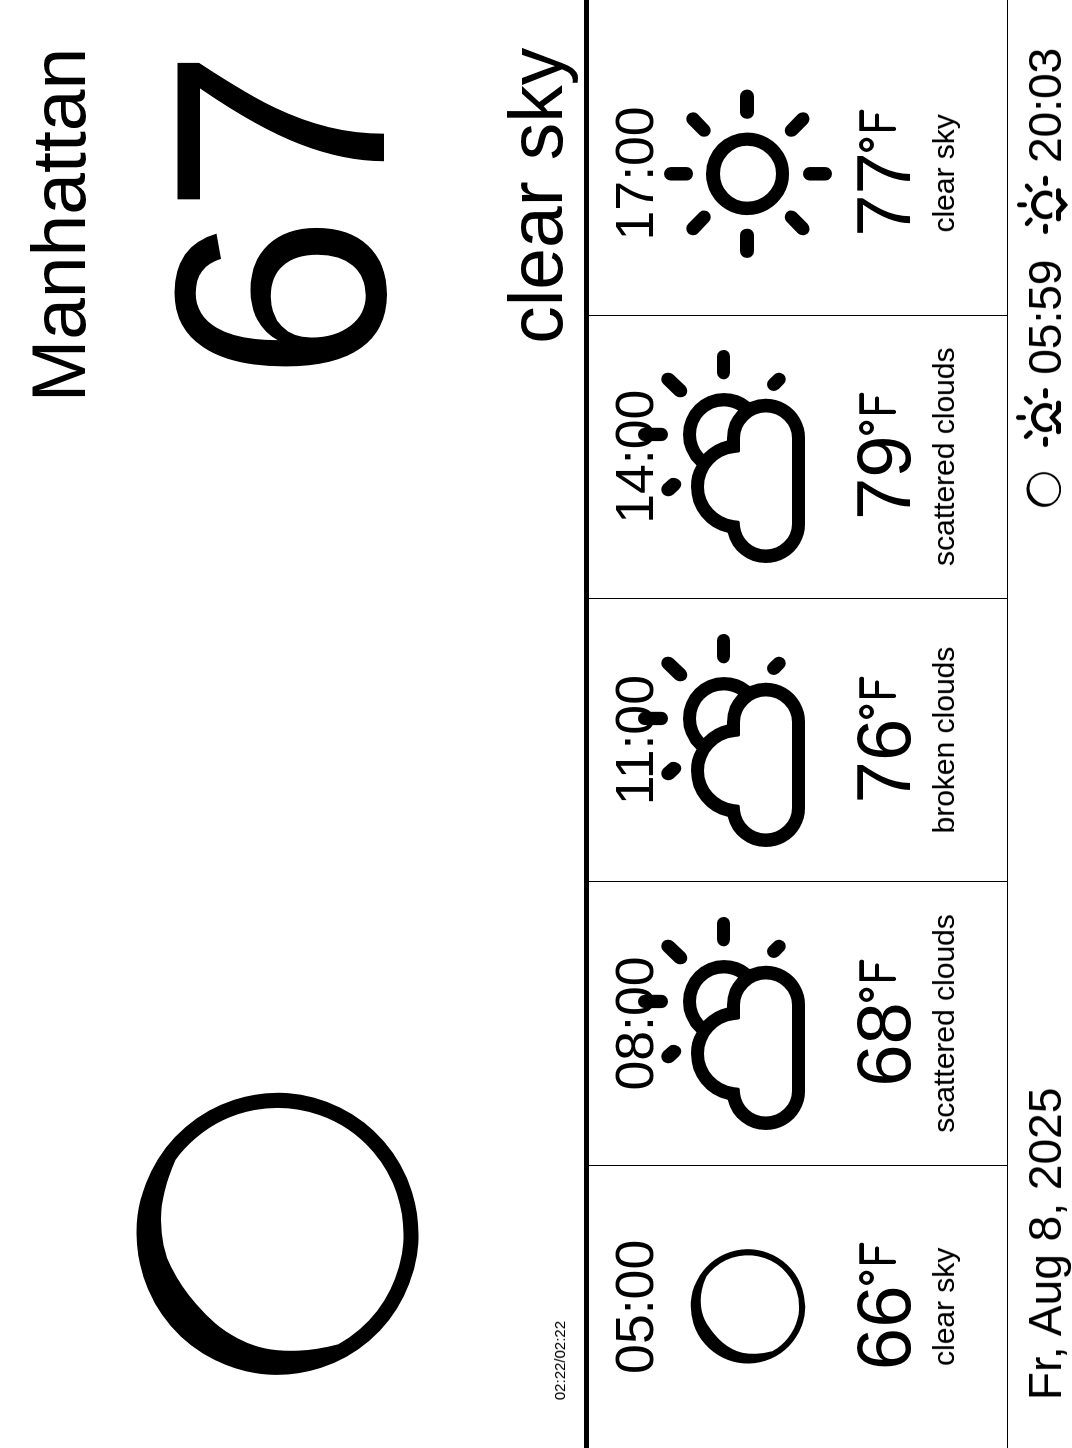 Manhattan
67
clear sky
02:22/02:22
05:00
66°F
clear sky
08:00
68°F
scattered clouds
11:00
76°F
broken clouds
14:00
79°F
scattered clouds
17:00
77°F
clear sky
Fr, Aug 8, 2025
05:59
20:03